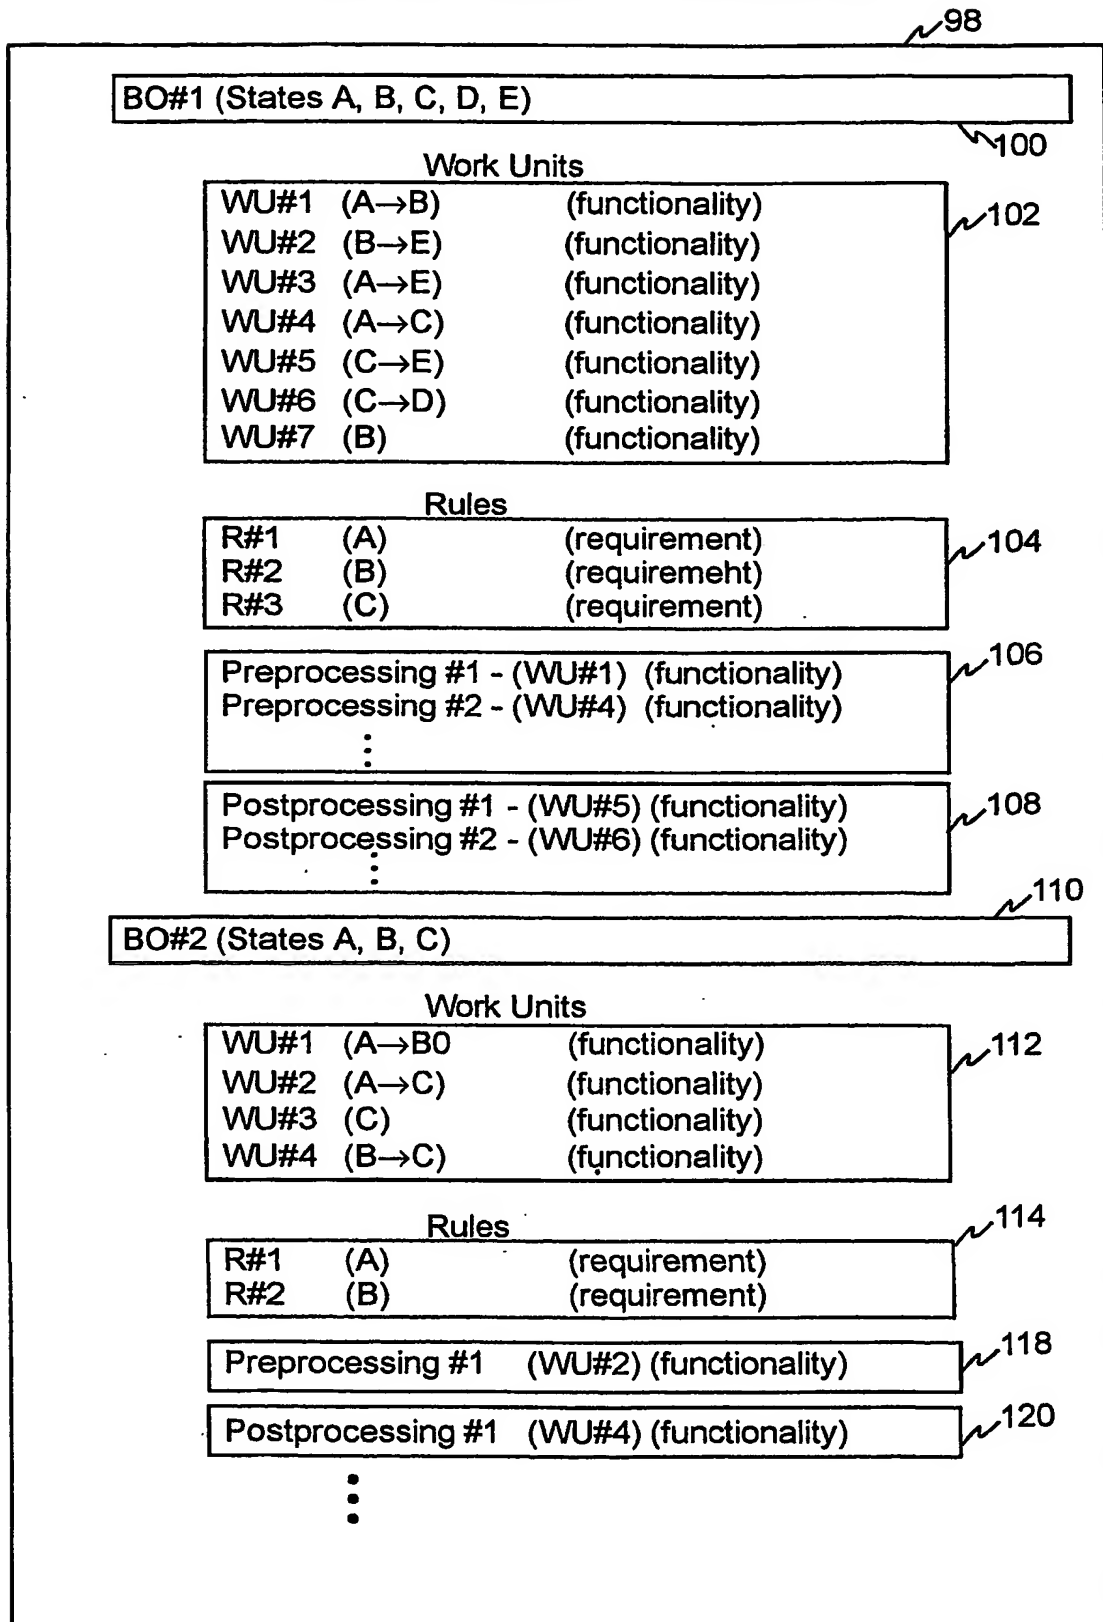 98
BO#1 (States A, B, C, D, E)
100
Work Units
WU#1 (A→B) (functionality)
102
WU#2 (B→E) (functionality)
WU#3 (A→E) (functionality)
WU#4 (A→C) (functionality)
WU#5 (C→E) (functionality)
WU#6 (C→D) (functionality)
WU#7 (B) (functionality)
Rules
R#1 (A) (requirement)
104
R#2 (B) (requiremeht)
R#3 (C) (requirement)
106
Preprocessing #1 - (WU#1) (functionality)
Preprocessing #2 - (WU#4) (functionality)
Postprocessing #1 - (WU#5) (functionality)
108
Postprocessing #2 - (WU#6) (functionality)
110
BO#2 (States A, B, C)
Work Units
WU#1 (A→B0 (functionality)
112
WU#2 (A→C) (functionality)
WU#3 (C) (functionality)
WU#4 (B→C) (functionality)
Rules
114
R#1 (A) (requirement)
R#2 (B) (requirement)
Preprocessing #1 (WU#2) (functionality)
118
Postprocessing #1 (WU#4) (functionality)
120